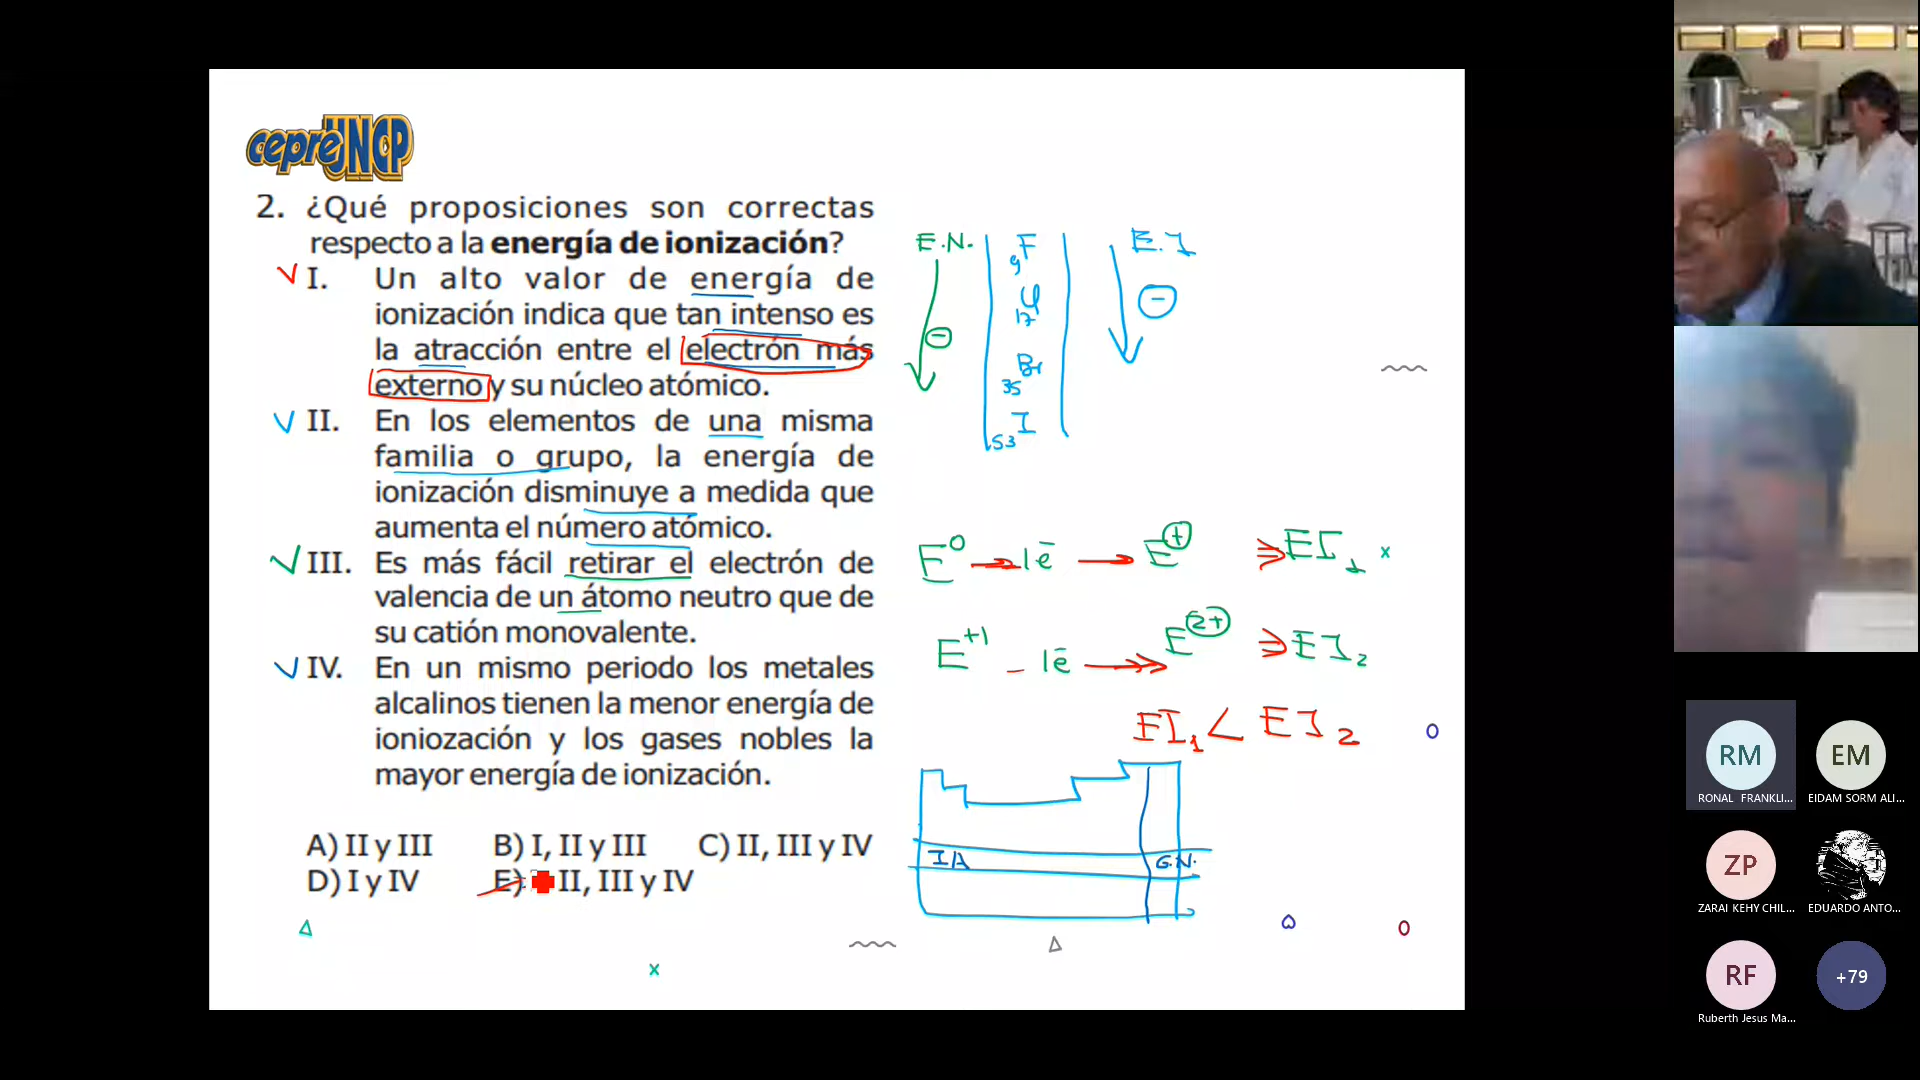 cepreUNCP
2. ¿Qué proposiciones son correctas
respecto a la energía de ionización?
I. Un alto valor de energía de
ionización indica que tan intenso es
la atracción entre el electrón más
externo y su núcleo atómico.
II. En los elementos de una misma
familia o grupo, la energía de
ionización disminuye a medida que
aumenta el número atómico.
III. Es más fácil retirar el electrón de
valencia de un átomo neutro que de
su catión monovalente.
IV. En un mismo periodo los metales
alcalinos tienen la menor energía de
ioniozación y los gases nobles la
mayor energía de ionización.
A) II y III B) I, II y III C) II, III y IV
D) I y IV E) II, III y IV
E.N.
9F
17Cl
35Br
53I
E.I
E⁰ → 1e⁻ → E⁺ ⇒ EI₁
E⁺¹ - 1e⁻ → E²⁺ ⇒ EI₂
EI₁ < EI₂
IA G.N.
RM
RONAL FRANKLI...
EM
EIDAM SORM ALI...
ZP
ZARAI KEHY CHIL...
EDUARDO ANTO...
RF
Ruberth Jesus Ma...
+79